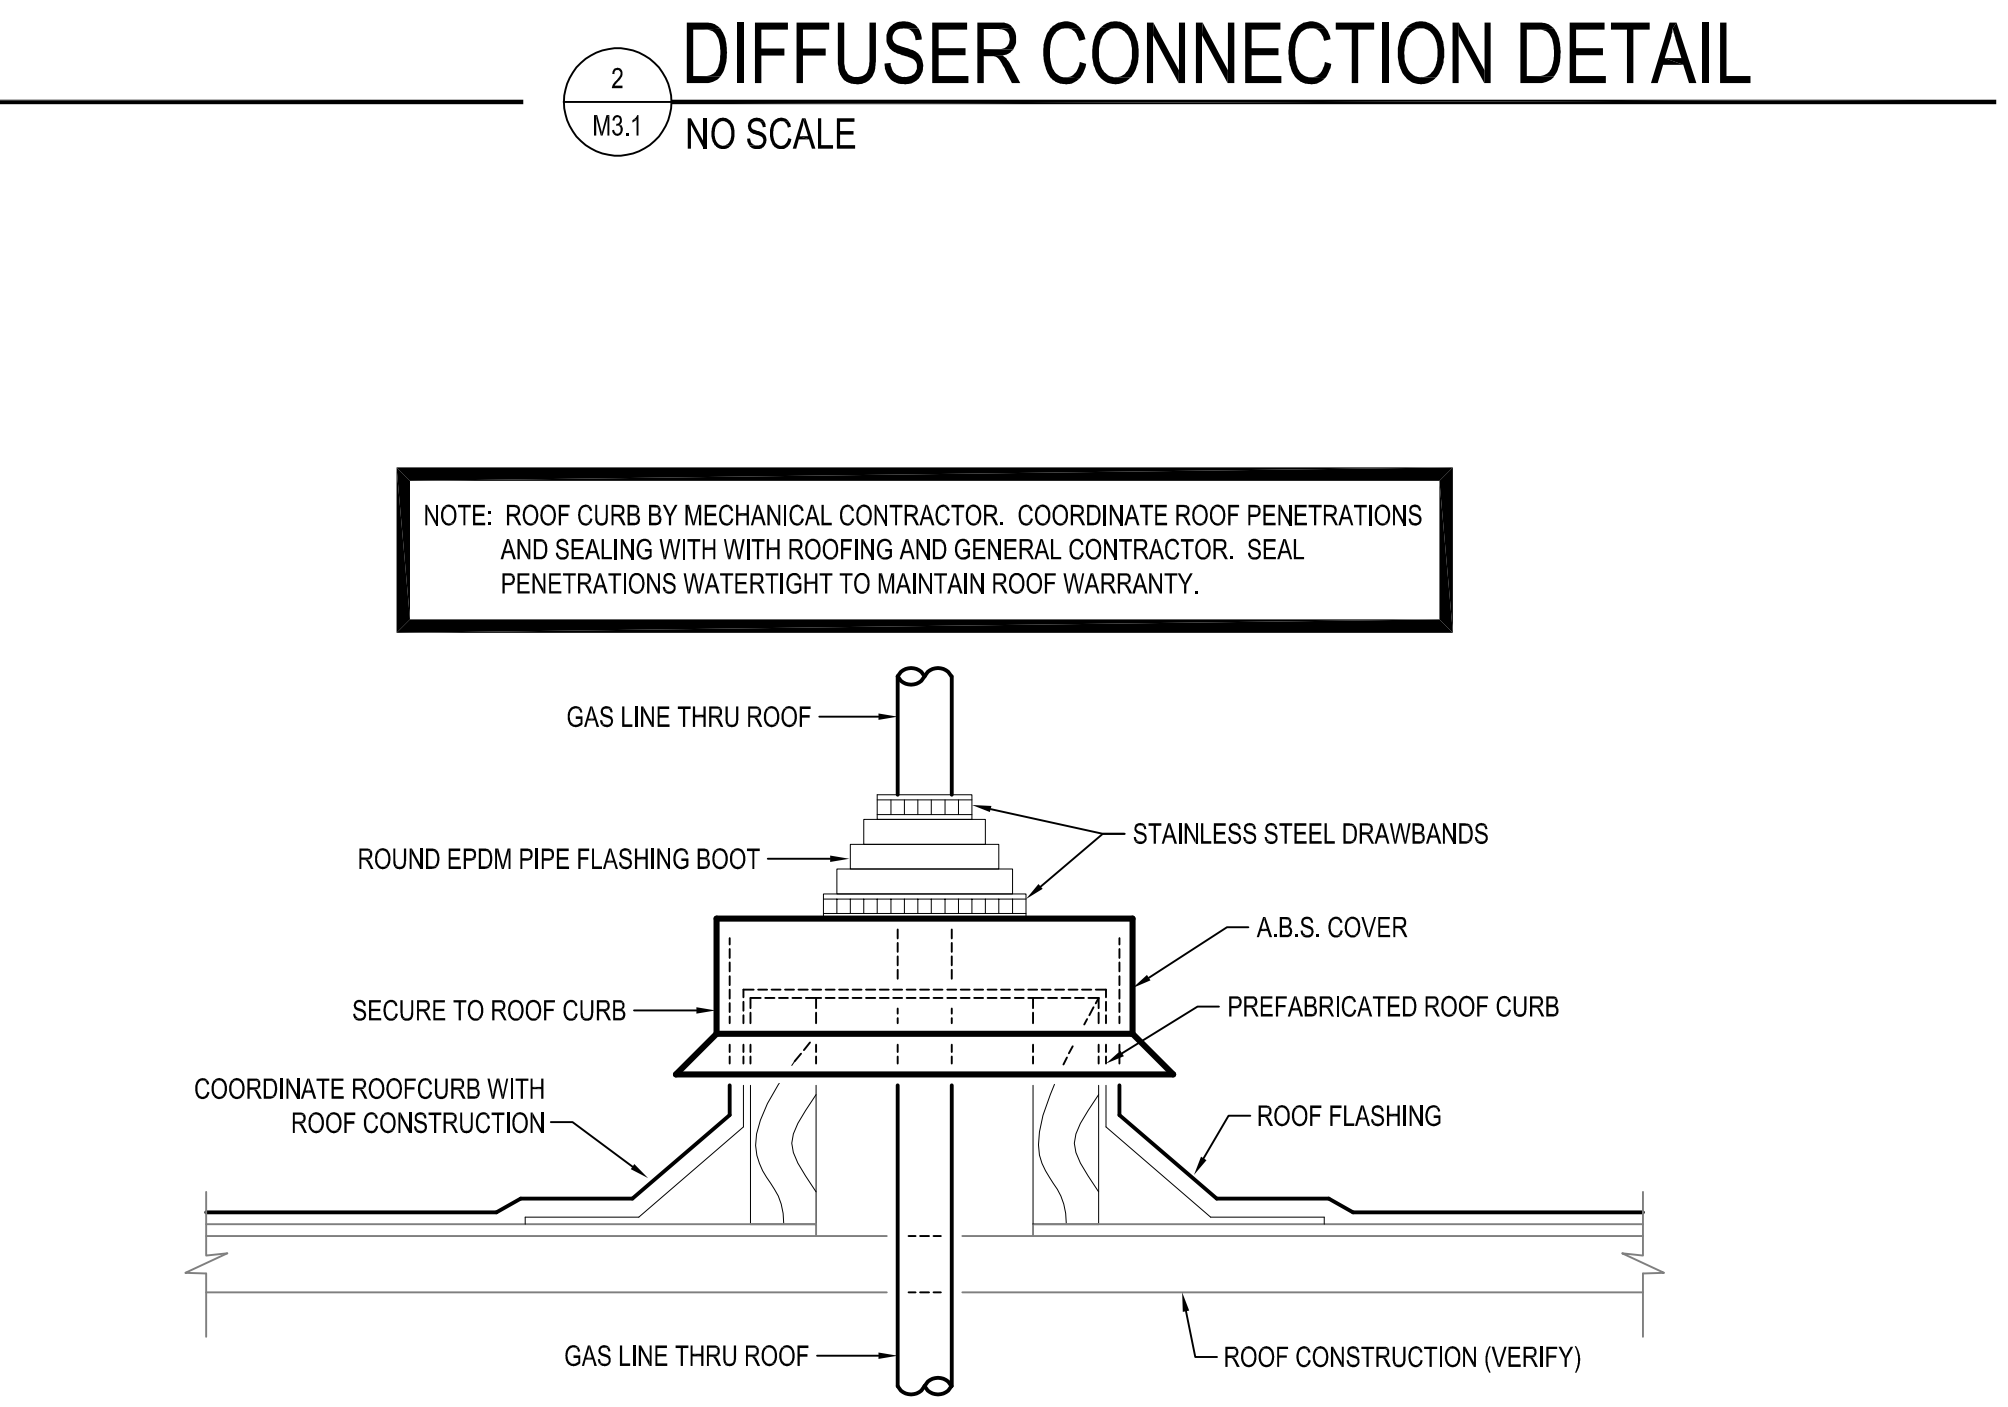 DIFFUSER CONNECTION DETAIL
2
M3.1
NO SCALE
NOTE: ROOF CURB BY MECHANICAL CONTRACTOR. COORDINATE ROOF PENETRATIONS
AND SEALING WITH WITH ROOFING AND GENERAL CONTRACTOR. SEAL
PENETRATIONS WATERTIGHT TO MAINTAIN ROOF WARRANTY.
GAS LINE THRU ROOF
STAINLESS STEEL DRAWBANDS
ROUND EPDM PIPE FLASHING BOOT
A.B.S. COVER
SECURE TO ROOF CURB
PREFABRICATED ROOF CURB
COORDINATE ROOFCURB WITH
ROOF CONSTRUCTION
ROOF FLASHING
GAS LINE THRU ROOF
ROOF CONSTRUCTION (VERIFY)